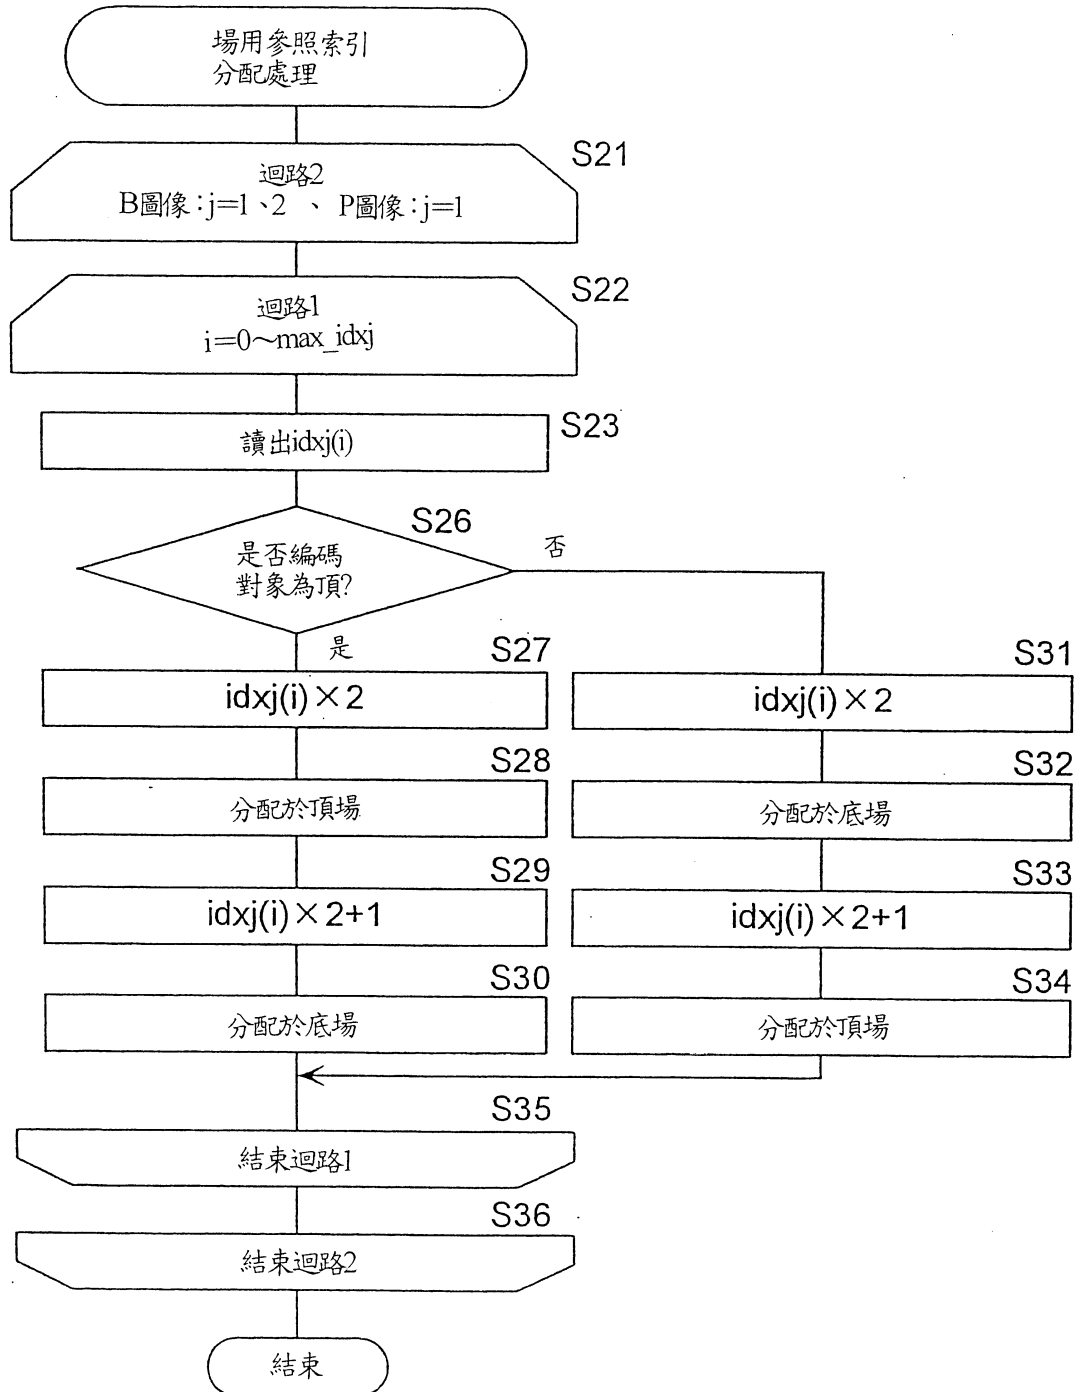 場用參照索引
分配處理
S21
迴路2
B圖像：j=1、2 、 P圖像：j=1
S22
迴路1
i=0～max_idxj
S23
讀出idxj(i)
S26
是否編碼
對象為頂?
否
是
S27
idxj(i)×2
S31
idxj(i)×2
S28
分配於頂場
S32
分配於底場
S29
idxj(i)×2+1
S33
idxj(i)×2+1
S30
分配於底場
S34
分配於頂場
S35
結束迴路1
S36
結束迴路2
結束